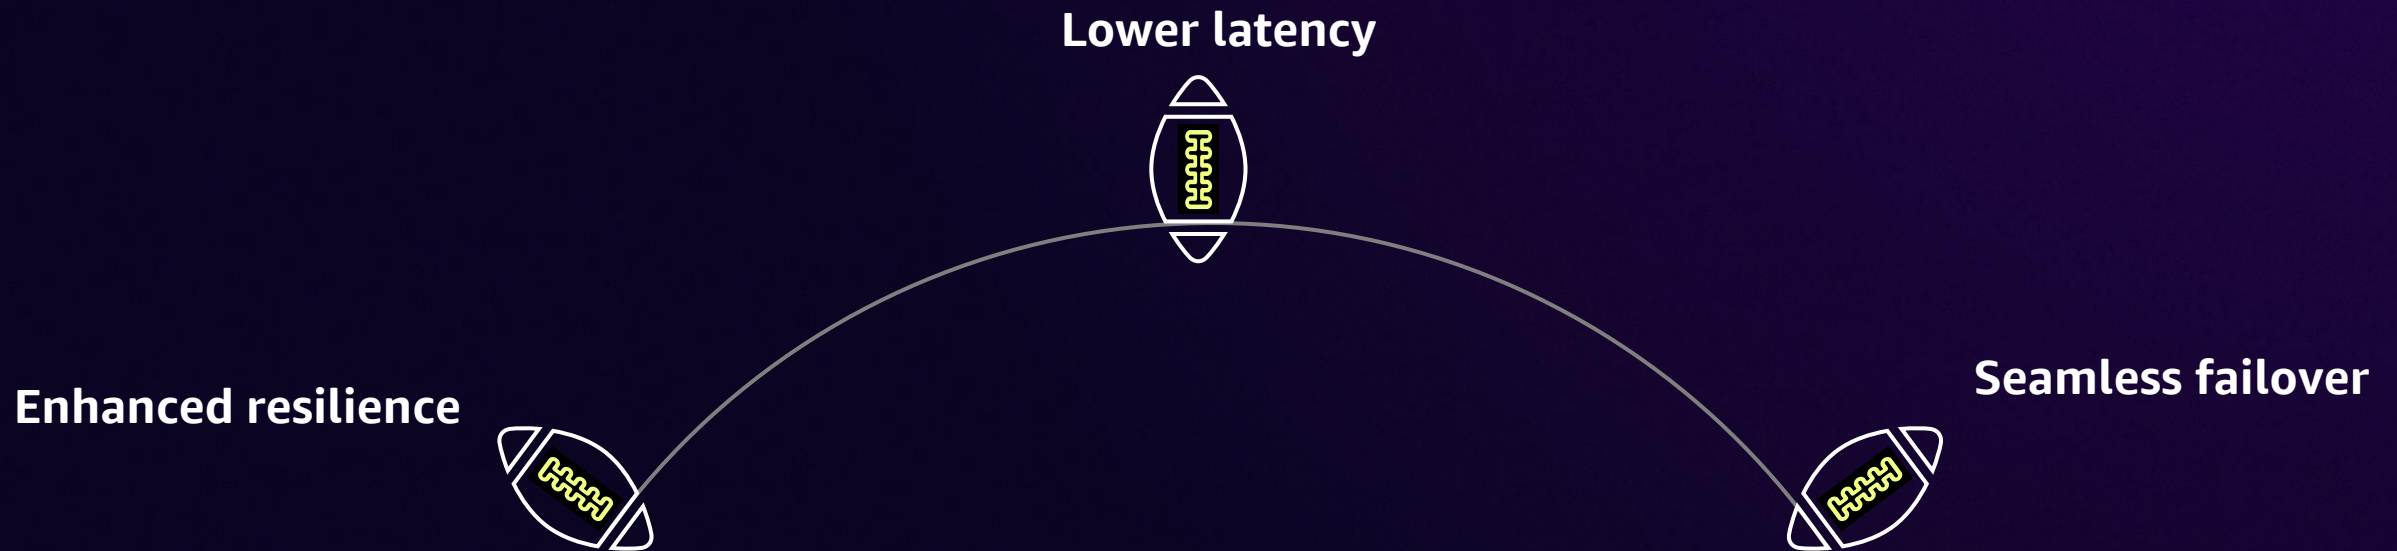 Lower latency
Enhanced resilience
Seamless failover